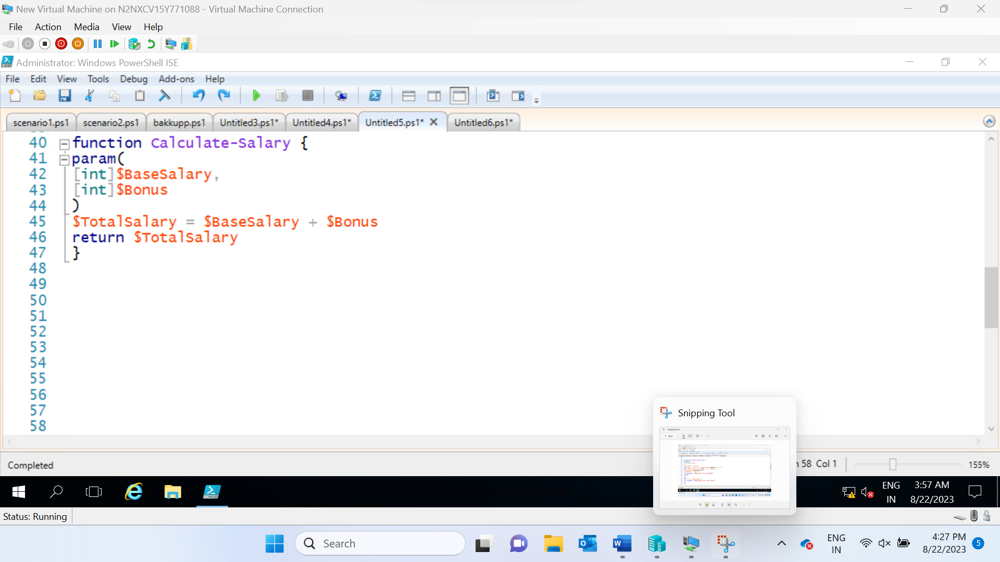 New Virtual Machine on N2NXCV15Y771088 - Virtual Machine Connection
File Action Media View Help
Administrator: Windows PowerShell ISE
File Edit View Tools Debug Add-ons Help
scenario1.ps1 scenario2.ps1 bakkupp.ps1 Untitled3.ps1* Untitled4.ps1* Untitled5.ps1* Untitled6.ps1*
40 function Calculate-Salary {
41 param(
42 [int]$BaseSalary,
43 [int]$Bonus
44 )
45 $TotalSalary = $BaseSalary + $Bonus
46 return $TotalSalary
47 }
48
49
50
51
52
53
54
55
56
57
58
Snipping Tool
Completed
58 Col 1
155%
ENG
IN
3:57 AM
8/22/2023
Status: Running
Search
ENG
IN
4:27 PM
8/22/2023
5